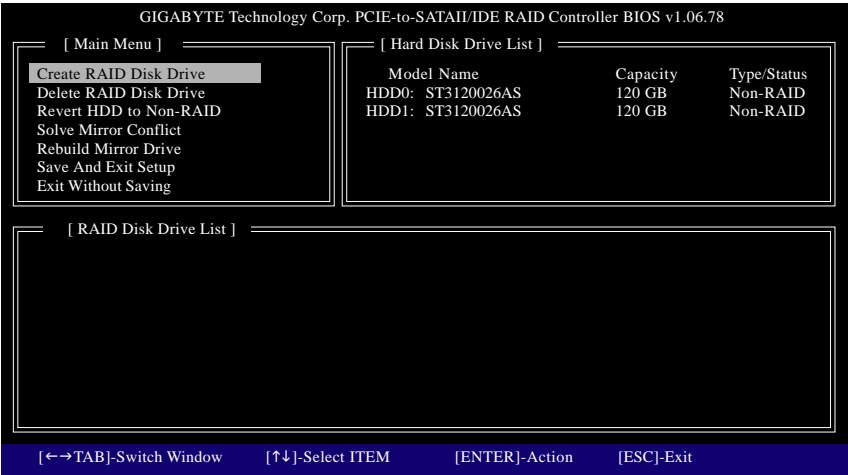 GIGABYTE Technology Corp. PCIE-to-SATAII/IDE RAID Controller BIOS v1.06.78
[ Main Menu ]
Create RAID Disk Drive
Delete RAID Disk Drive
Revert HDD to Non-RAID
Solve Mirror Conflict
Rebuild Mirror Drive
Save And Exit Setup
Exit Without Saving
[ Hard Disk Drive List ]
Model Name Capacity Type/Status
HDD0: ST3120026AS 120 GB Non-RAID
HDD1: ST3120026AS 120 GB Non-RAID
[ RAID Disk Drive List ]
[←→TAB]-Switch Window [↑↓]-Select ITEM [ENTER]-Action [ESC]-Exit